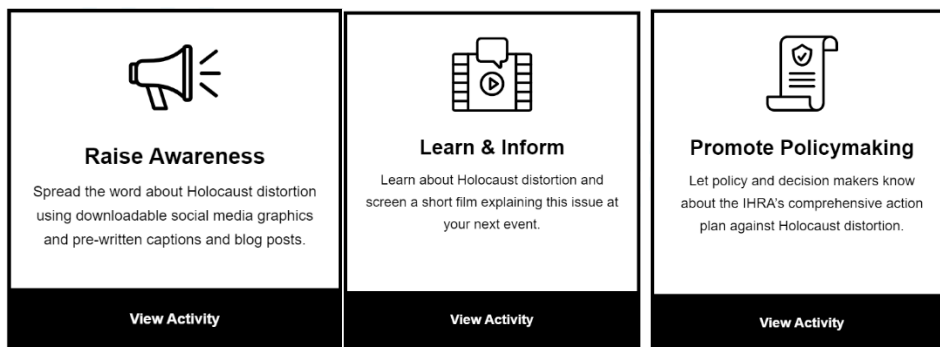 Raise Awareness
Spread the word about Holocaust distortion
using downloadable social media graphics
and pre-written captions and blog posts.
View Activity
Learn & Inform
Learn about Holocaust distortion and
screen a short film explaining this issue at
your next event.
View Activity
Promote Policymaking
Let policy and decision makers know
about the IHRA's comprehensive action
plan against Holocaust distortion.
View Activity